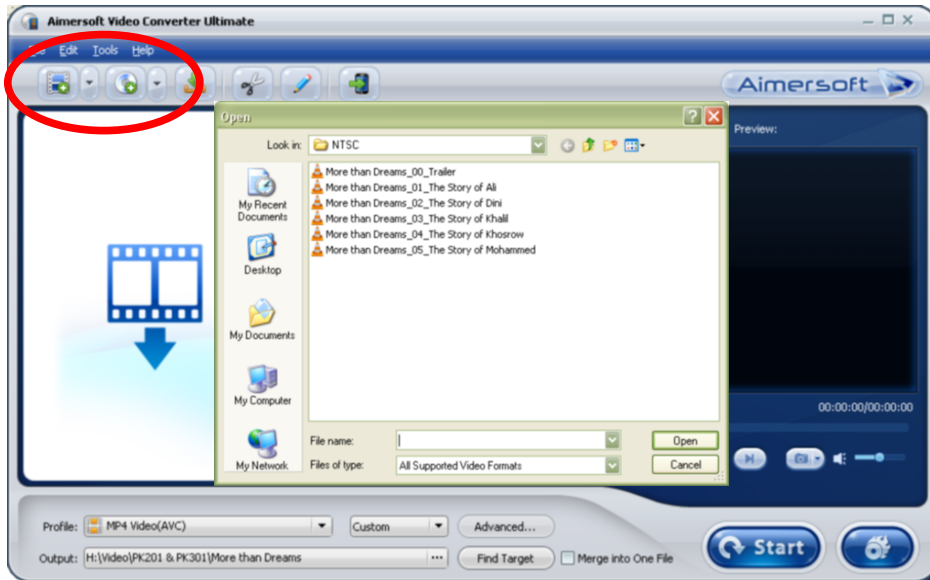 Aimersoft Video Converter Ultimate
Edit Tools Help
Aimersoft
Open
Preview:
Look in: NTSC
My Recent Documents
Desktop
My Documents
My Computer
My Network
More than Dreams_00_Trailer
More than Dreams_01_The Story of Ali
More than Dreams_02_The Story of Dini
More than Dreams_03_The Story of Khalil
More than Dreams_04_The Story of Khosrow
More than Dreams_05_The Story of Mohammed
File name: Open
Files of type: All Supported Video Formats Cancel
00:00:00/00:00:00
Profile: MP4 Video(AVC) Custom Advanced...
Output: H:\Video\PK201 & PK301\More than Dreams ... Find Target Merge into One File
Start